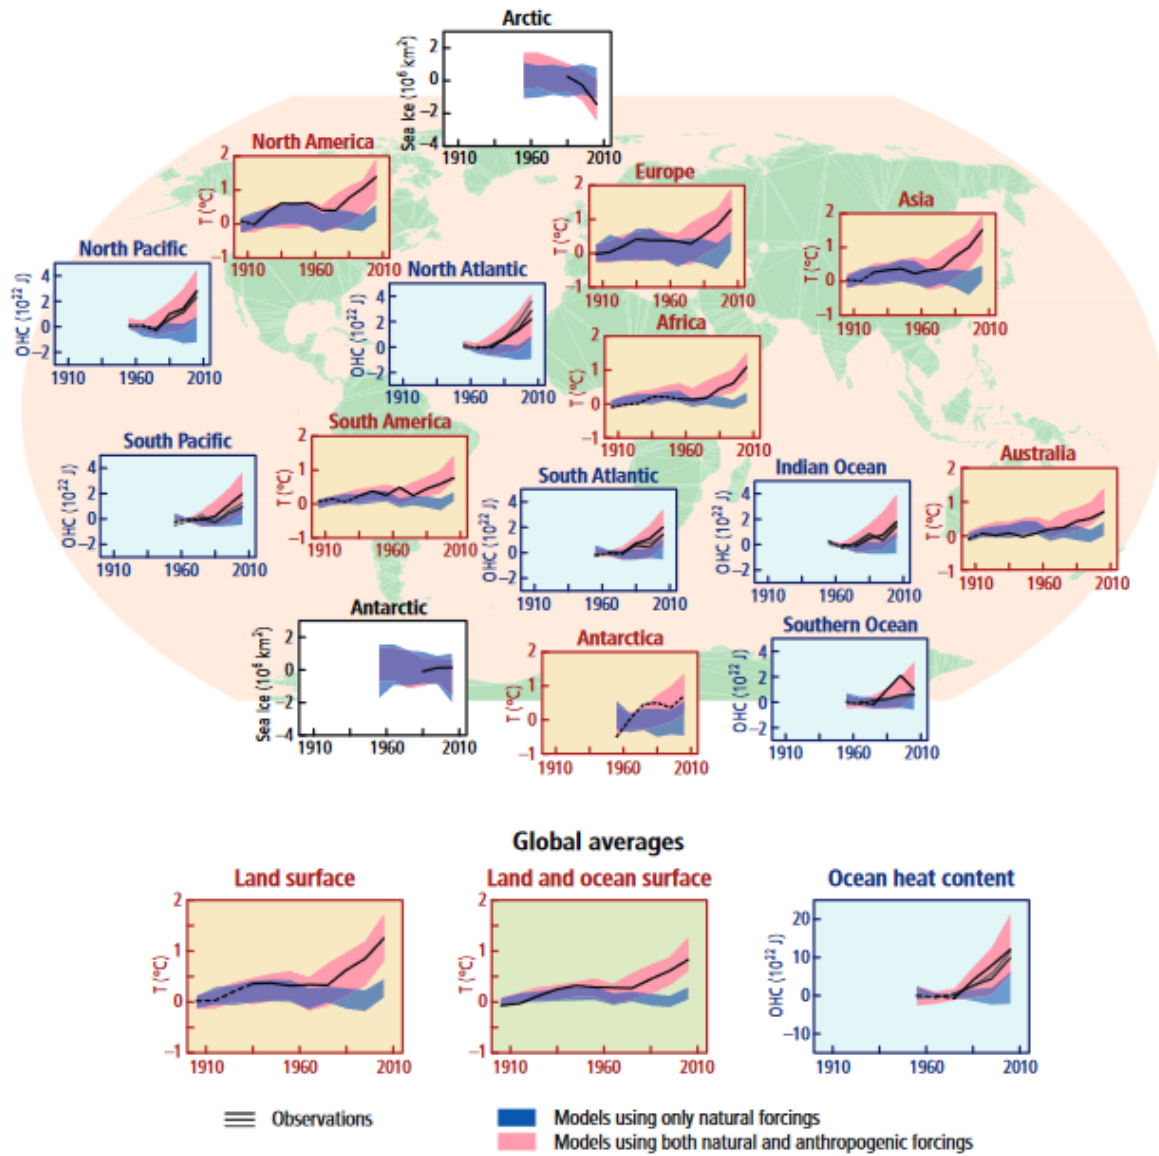 Arctic
Sea Ice (10⁶ km²)
2
0
−2
−4
1910 1960 2010
North America
T (ºC)
2
1
0
−1
1910 1960 2010
Europe
T (ºC)
2
1
0
−1
1910 1960 2010
Asia
T (ºC)
2
1
0
−1
1910 1960 2010
North Pacific
OHC (10²² J)
4
2
0
−2
1910 1960 2010
North Atlantic
OHC (10²² J)
4
2
0
−2
1910 1960 2010
Africa
T (ºC)
2
1
0
−1
1910 1960 2010
South America
T (ºC)
2
1
0
−1
1910 1960 2010
South Pacific
OHC (10²² J)
4
2
0
−2
1910 1960 2010
South Atlantic
OHC (10²² J)
4
2
0
−2
1910 1960 2010
Indian Ocean
OHC (10²² J)
4
2
0
−2
1910 1960 2010
Australia
T (ºC)
2
1
0
−1
1910 1960 2010
Antarctic
Sea Ice (10⁶ km²)
2
0
−2
−4
1910 1960 2010
Antarctica
T (ºC)
2
1
0
−1
1910 1960 2010
Southern Ocean
OHC (10²² J)
4
2
0
−2
1910 1960 2010
Global averages
Land surface
T (ºC)
2
1
0
−1
1910 1960 2010
Land and ocean surface
T (ºC)
2
1
0
−1
1910 1960 2010
Ocean heat content
OHC (10²² J)
20
10
0
−10
1910 1960 2010
Observations
Models using only natural forcings
Models using both natural and anthropogenic forcings